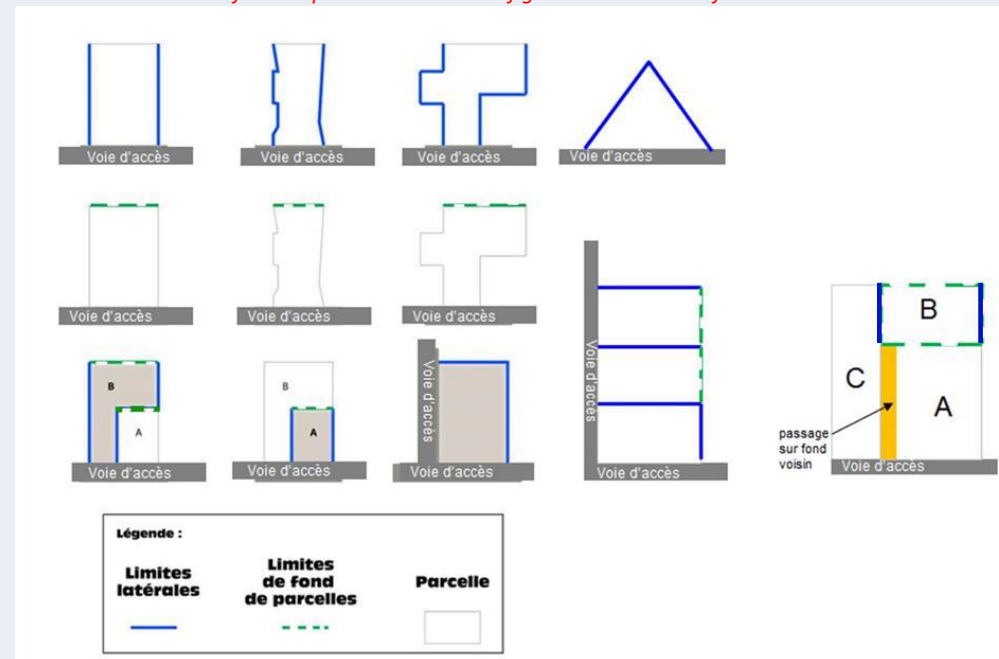 Voie d'accès
Voie d'accès
Voie d'accès
Voie d'accès
Voie d'accès
Voie d'accès
Voie d'accès
B
A
Voie d'accès
B
A
Voie d'accès
Voie d'accès
Voie d'accès
Voie d'accès
Voie d'accès
B
C
A
passage
sur fond
voisin
Voie d'accès
Légende :
Limites
latérales
Limites
de fond
de parcelles
Parcelle